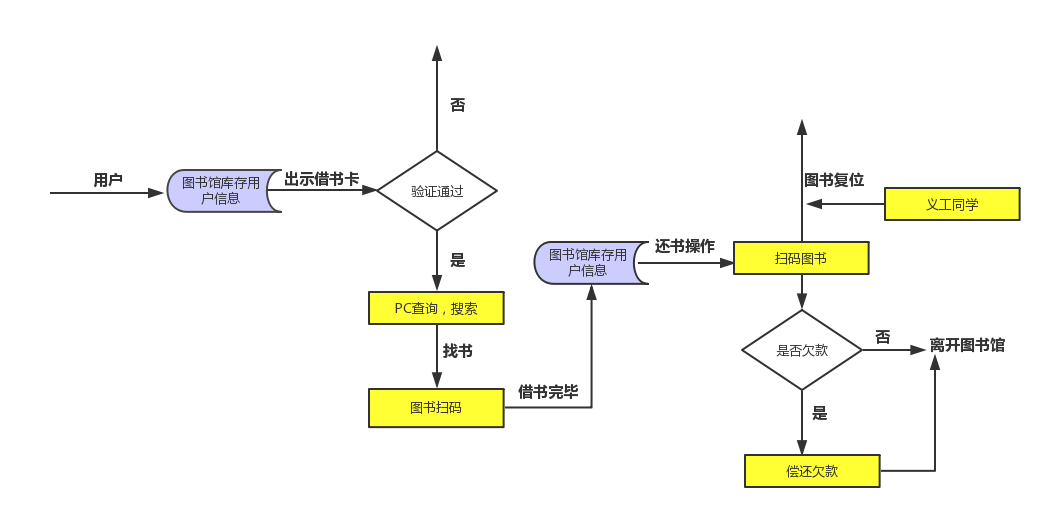 用户
图书馆库存用
户信息
出示借书卡
否
验证通过
是
PC查询，搜索
找书
图书扫码
借书完毕
图书馆库存用
户信息
还书操作
图书复位
义工同学
扫码图书
是否欠款
否
离开图书馆
是
偿还欠款